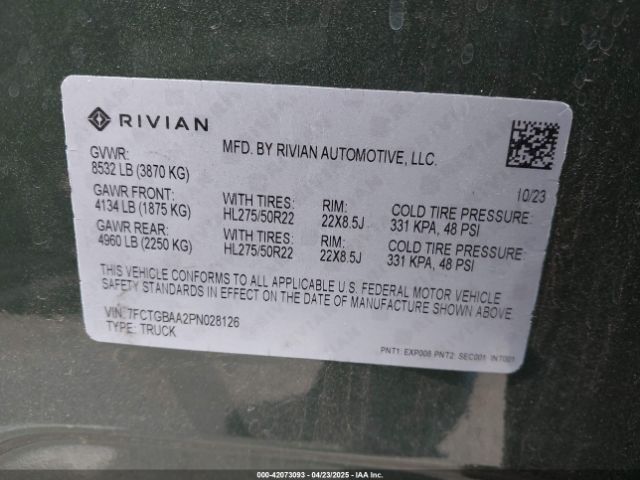 RIVIAN
MFD. BY RIVIAN AUTOMOTIVE, LLC.
GVWR:
8532 LB (3870 KG)
10/23
GAWR FRONT: WITH TIRES: RIM: COLD TIRE PRESSURE:
4134 LB (1875 KG) HL275/50R22 22X8.5J 331 KPA, 48 PSI
GAWR REAR: WITH TIRES: RIM: COLD TIRE PRESSURE:
4960 LB (2250 KG) HL275/50R22 22X8.5J 331 KPA, 48 PSI
THIS VEHICLE CONFORMS TO ALL APPLICABLE U.S. FEDERAL MOTOR VEHICLE
SAFETY STANDARDS IN EFFECT ON THE DATE OF MANUFACTURE SHOWN ABOVE.
VIN: 7FCTGBAA2PN028126
TYPE: TRUCK
PNT1: EXP008 PNT2: SEC001 INT001
000-42073093 | 04/23/2025 - IAA Inc.